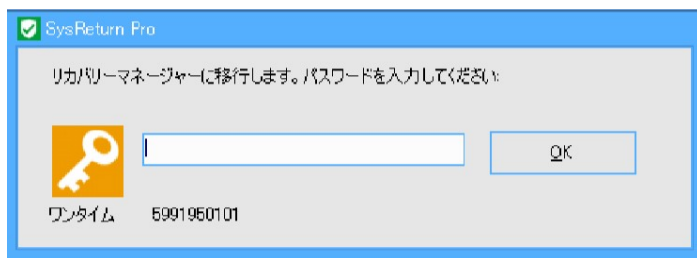 SysReturn Pro
リカバリーマネージャーに移行します。パスワードを入力してください:
OK
ワンタイム 5991950101